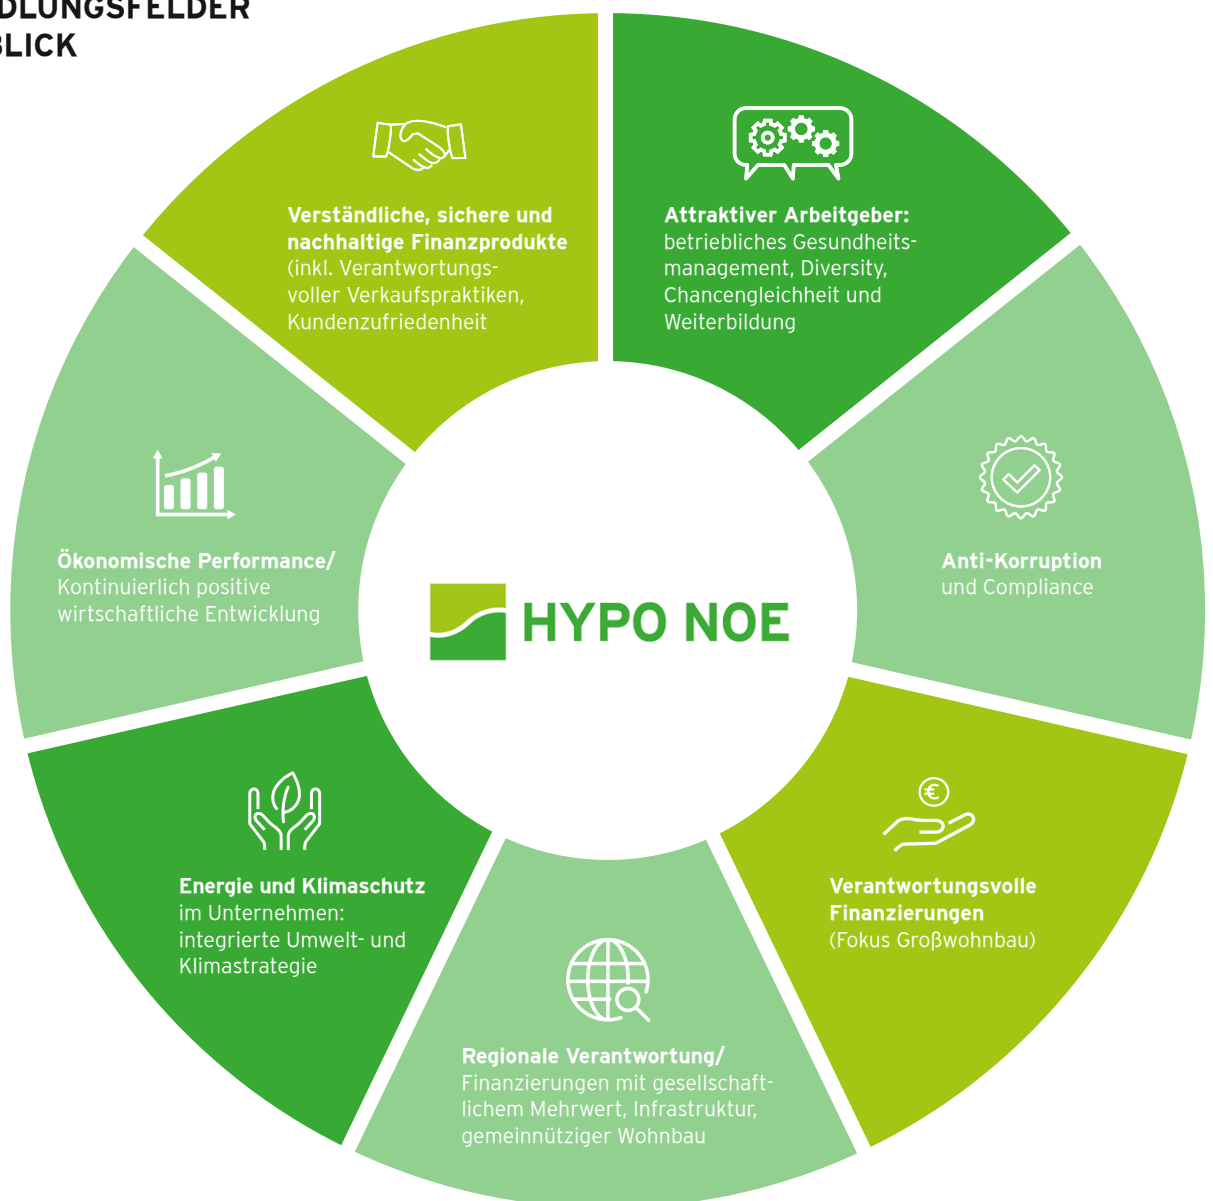 DLUNGSFELDER
BLICK
Verständliche, sichere und
nachhaltige Finanzprodukte
(inkl. Verantwortungs-
voller Verkaufspraktiken,
Kundenzufriedenheit
Attraktiver Arbeitgeber:
betriebliches Gesundheits-
management, Diversity,
Chancengleichheit und
Weiterbildung
Ökonomische Performance/
Kontinuierlich positive
wirtschaftliche Entwicklung
Anti-Korruption
und Compliance
HYPO NOE
Energie und Klimaschutz
im Unternehmen:
integrierte Umwelt- und
Klimastrategie
€
Verantwortungsvolle
Finanzierungen
(Fokus Großwohnbau)
Regionale Verantwortung/
Finanzierungen mit gesellschaft-
lichem Mehrwert, Infrastruktur,
gemeinnütziger Wohnbau